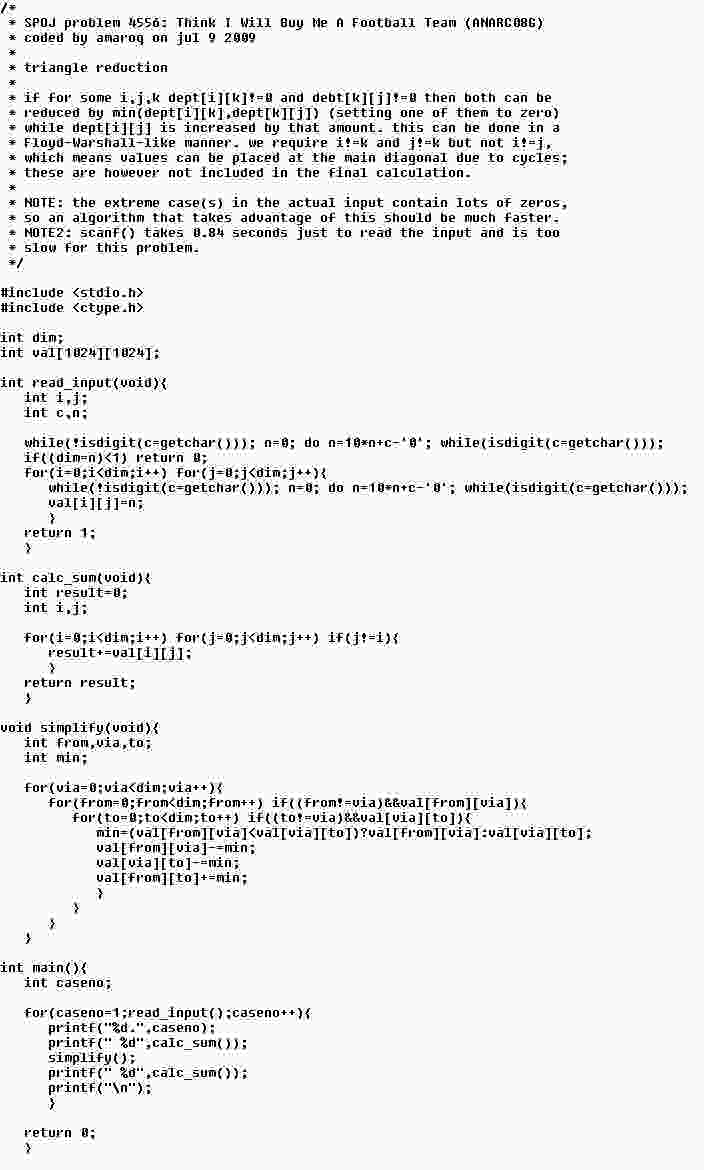 /*
 * SPOJ problem 4556: Think I Will Buy Me A Football Team (ANARC08G)
 * coded by amaroq on jul 9 2009
 *
 * triangle reduction
 *
 * if for some i,j,k dept[i][k]!=0 and debt[k][j]!=0 then both can be
 * reduced by min(dept[i][k],dept[k][j]) (setting one of them to zero)
 * while dept[i][j] is increased by that amount. this can be done in a
 * Floyd-Warshall-like manner. we require i!=k and j!=k but not i!=j,
 * which means values can be placed at the main diagonal due to cycles;
 * these are however not included in the final calculation.
 *
 * NOTE: the extreme case(s) in the actual input contain lots of zeros,
 * so an algorithm that takes advantage of this should be much faster.
 * NOTE2: scanf() takes 0.84 seconds just to read the input and is too
 * slow for this problem.
 */

#include <stdio.h>
#include <ctype.h>

int dim;
int val[1024][1024];

int read_input(void){
   int i,j;
   int c,n;

   while(!isdigit(c=getchar())); n=0; do n=10*n+c-'0'; while(isdigit(c=getchar()));
   if((dim=n)<1) return 0;
   for(i=0;i<dim;i++) for(j=0;j<dim;j++){
      while(!isdigit(c=getchar())); n=0; do n=10*n+c-'0'; while(isdigit(c=getchar()));
      val[i][j]=n;
      }
   return 1;
   }

int calc_sum(void){
   int result=0;
   int i,j;

   for(i=0;i<dim;i++) for(j=0;j<dim;j++) if(j!=i){
      result+=val[i][j];
      }
   return result;
   }

void simplify(void){
   int from,via,to;
   int min;

   for(via=0;via<dim;via++){
      for(from=0;from<dim;from++) if((from!=via)&&val[from][via]){
         for(to=0;to<dim;to++) if((to!=via)&&val[via][to]){
            min=(val[from][via]<val[via][to])?val[from][via]:val[via][to];
            val[from][via]-=min;
            val[via][to]-=min;
            val[from][to]+=min;
            }
         }
      }
   }

int main(){
   int caseno;

   for(caseno=1;read_input();caseno++){
      printf("%d.",caseno);
      printf(" %d",calc_sum());
      simplify();
      printf(" %d",calc_sum());
      printf("\n");
      }

   return 0;
   }